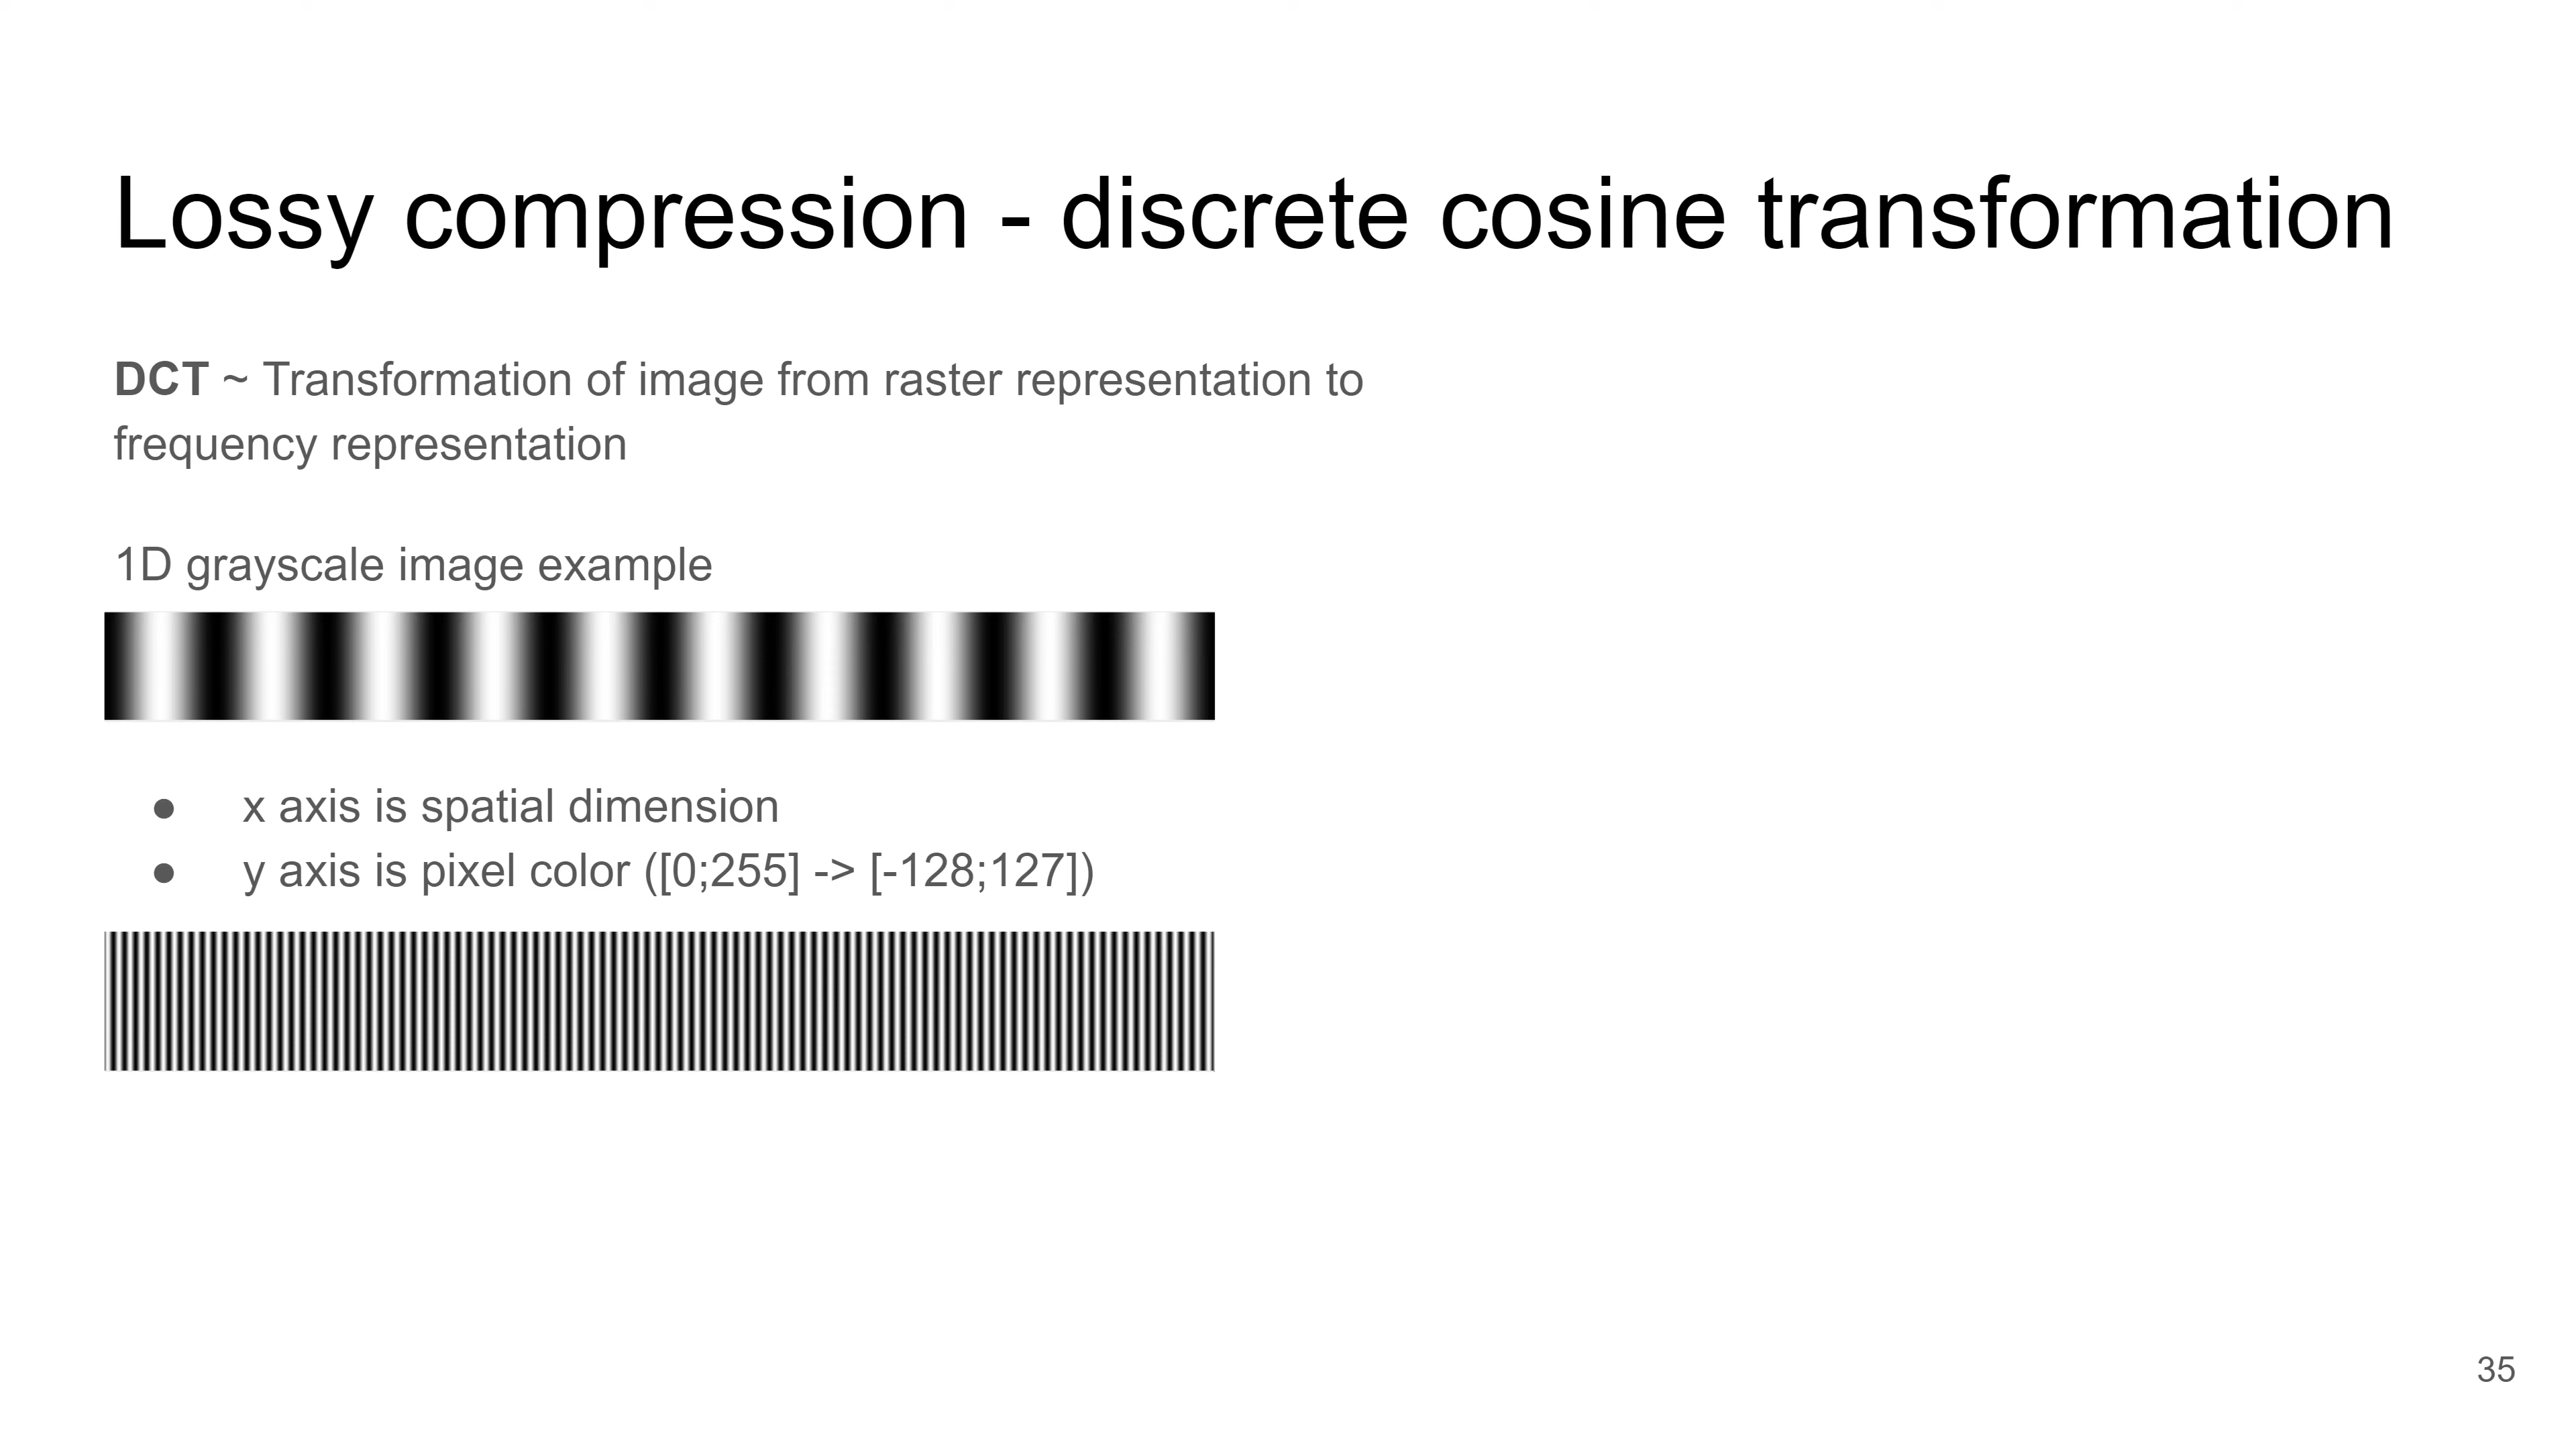 Lossy compression - discrete cosine transformation
DCT ~ Transformation of image from raster representation to
frequency representation
1D grayscale image example
● x axis is spatial dimension
● y axis is pixel color ([0;255] -> [-128;127])
35